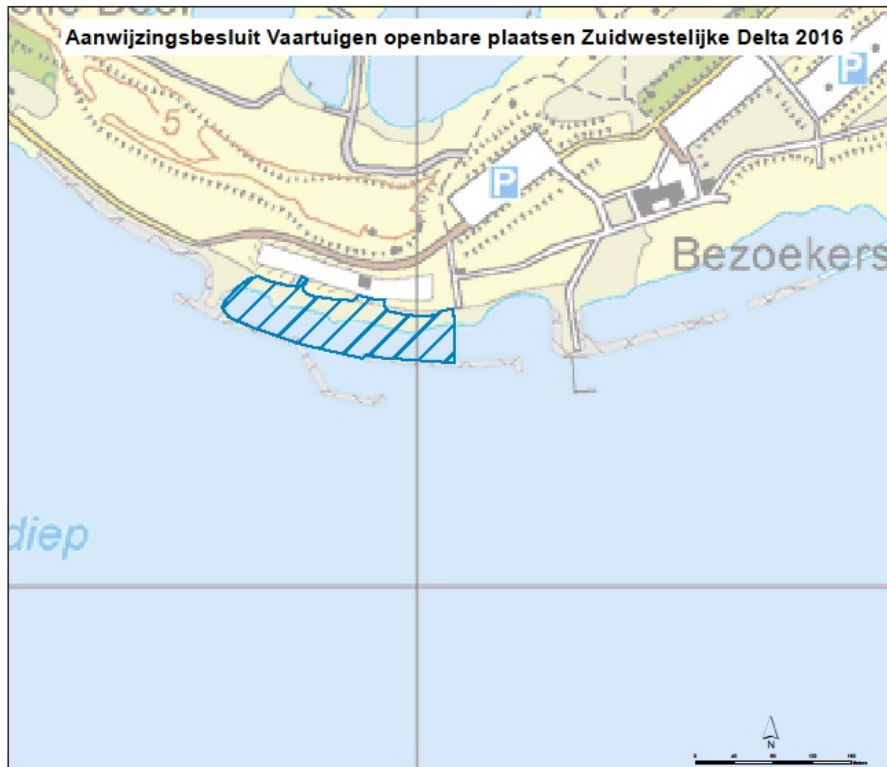 Aanwijzingsbesluit Vaartuigen openbare plaatsen Zuidwestelijke Delta 2016
P
5
P
Bezoekers
diep
N